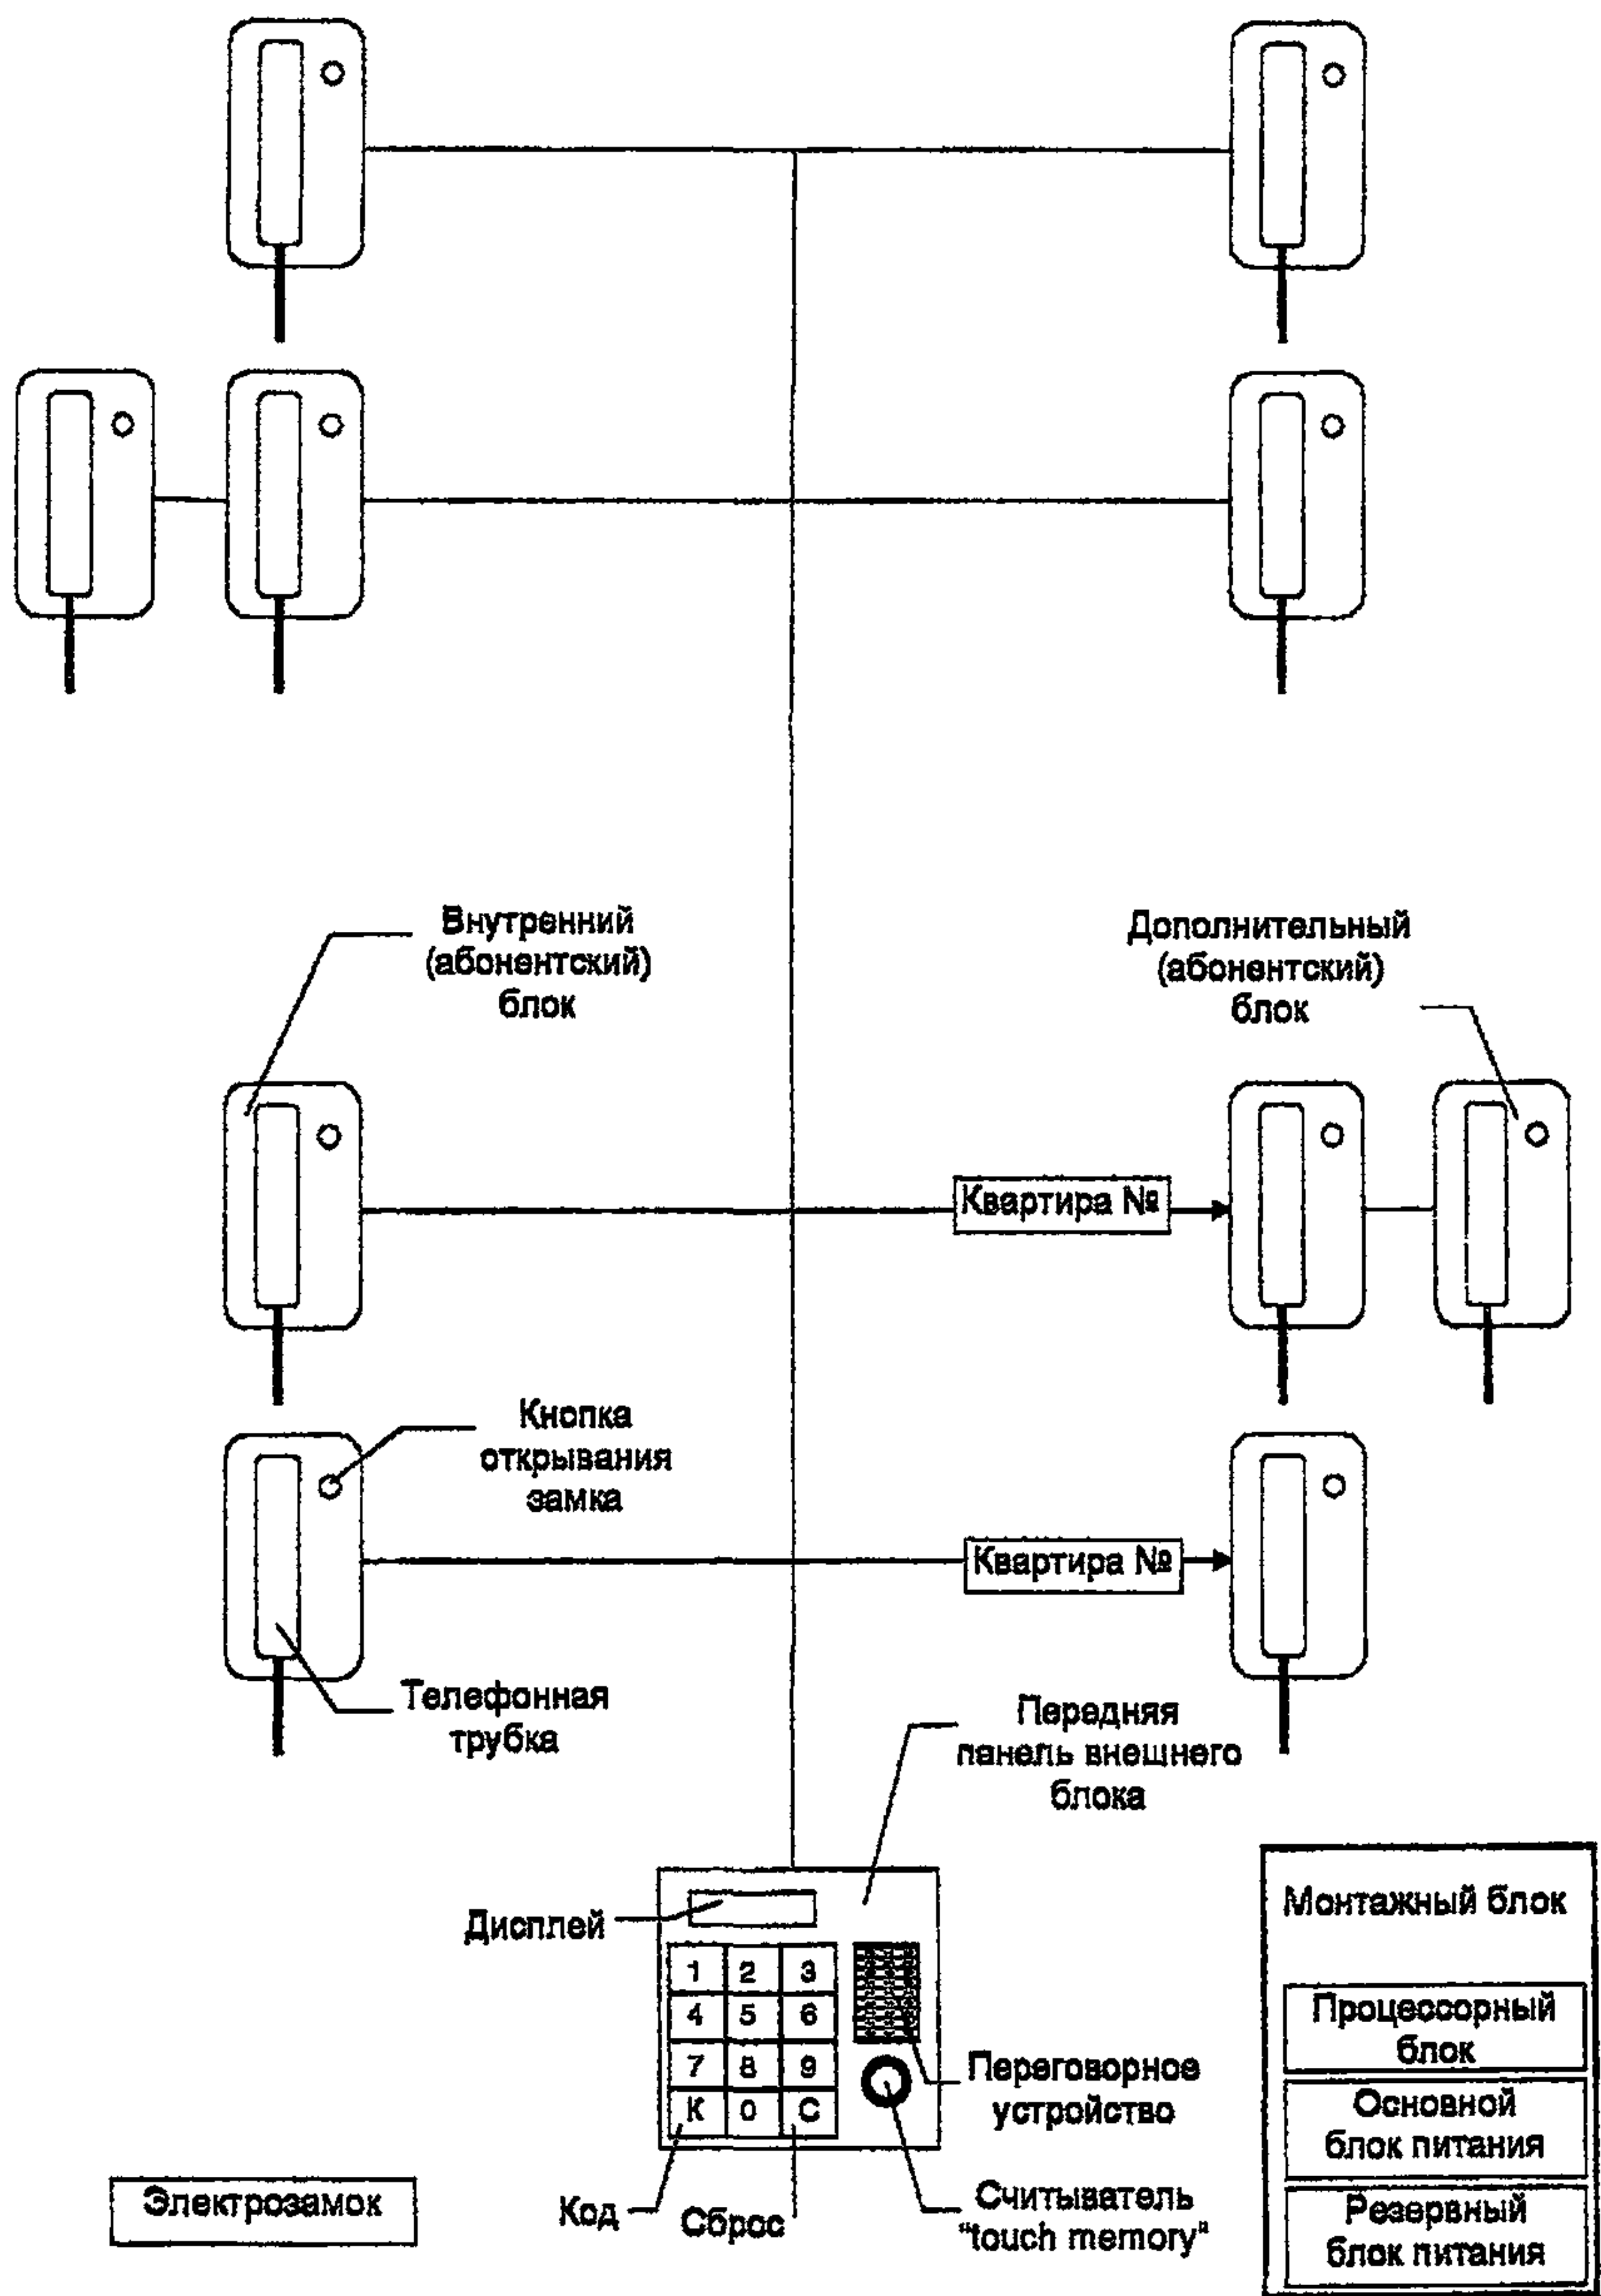 Внутренний
(абонентский)
блок
Дополнительный
(абонентский)
блок
Квартира №
Кнопка
открывания
замка
Квартира №
Телефонная
трубка
Передняя
панель внешнего
блока
Дисплей
1 2 3
4 5 6
7 8 9
К 0 С
Переговорное
устройство
Код
Сброс
Считыватель
"touch memory"
Электрозамок
Монтажный блок
Процессорный
блок
Основной
блок питания
Резервный
блок питания